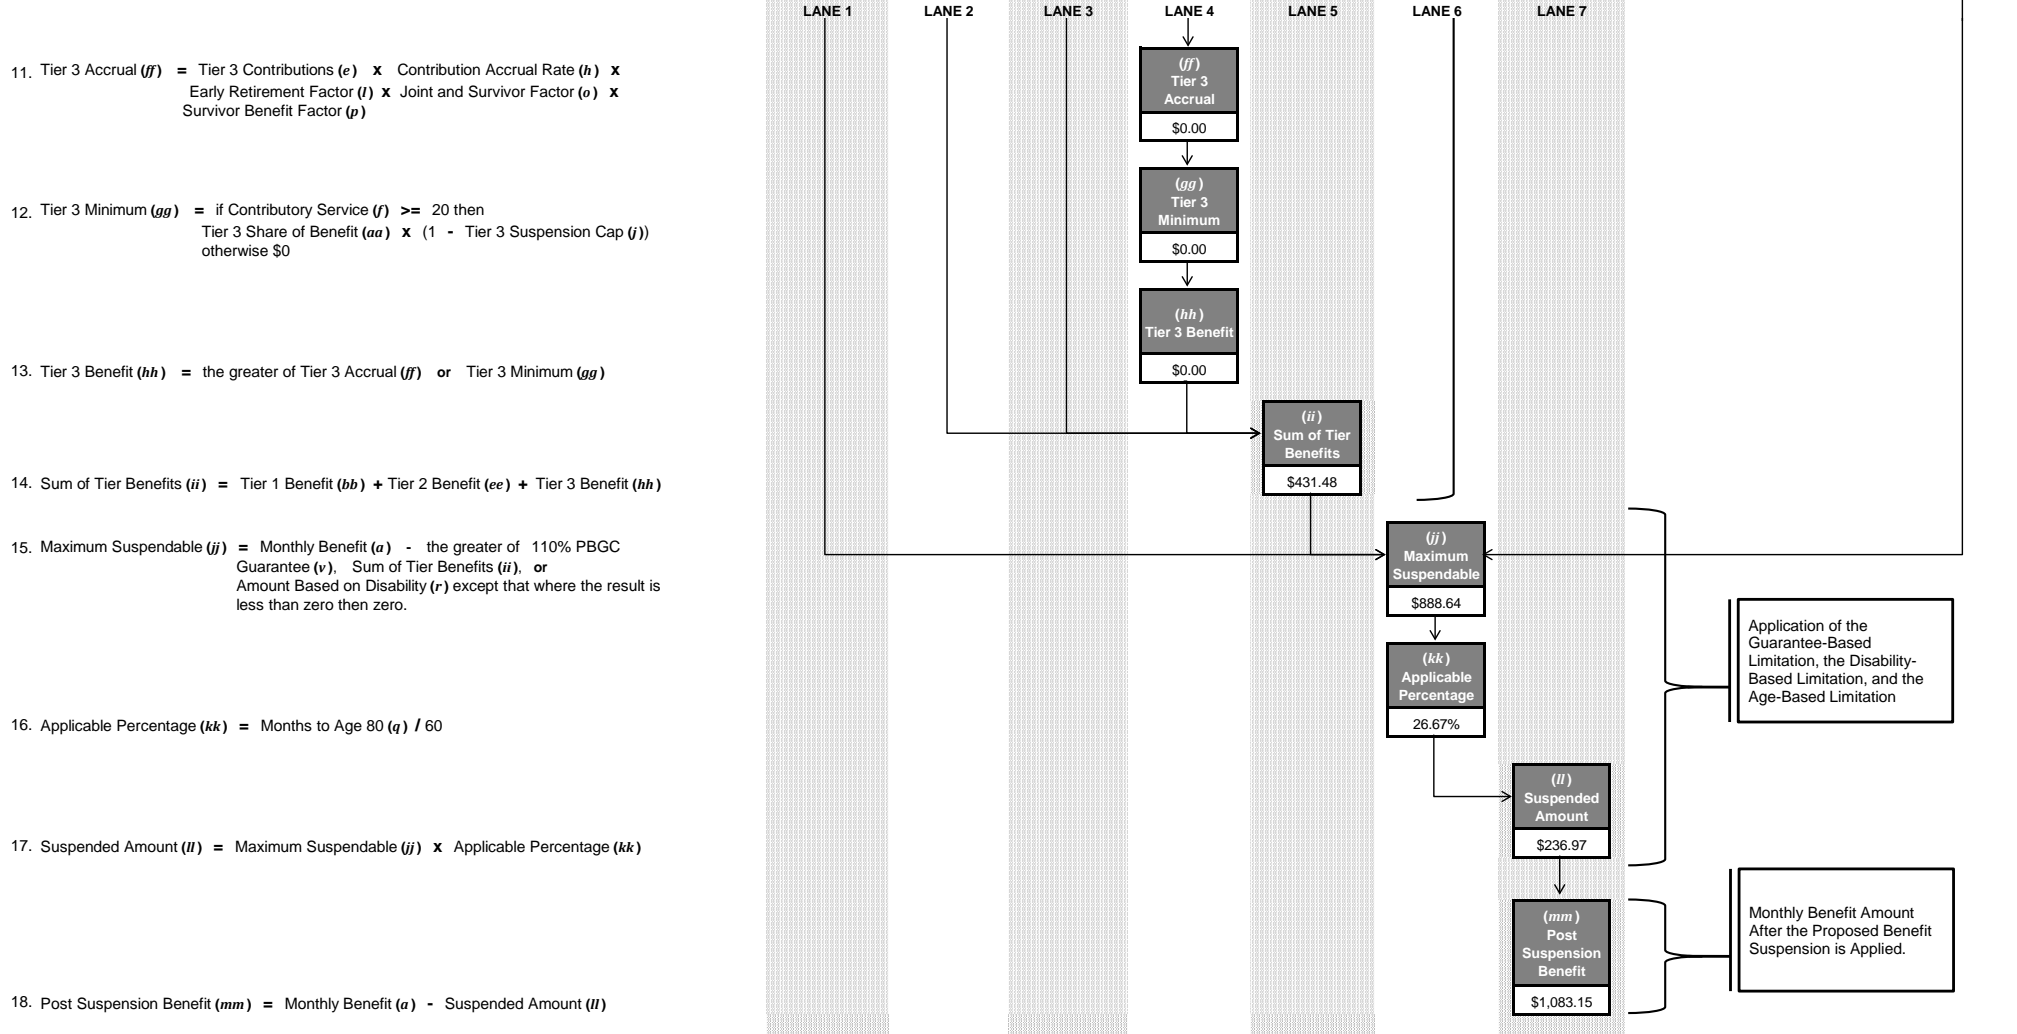 LANE 1 LANE 2 LANE 3 LANE 4 LANE 5 LANE 6 LANE 7
11. Tier 3 Accrual (ff) = Tier 3 Contributions (e) x Contribution Accrual Rate (h) x
Early Retirement Factor (l) x Joint and Survivor Factor (o) x
Survivor Benefit Factor (p)
(ff)
Tier 3
Accrual
$0.00
12. Tier 3 Minimum (gg) = if Contributory Service (f) >= 20 then
Tier 3 Share of Benefit (aa) x (1 - Tier 3 Suspension Cap (j))
otherwise $0
(gg)
Tier 3
Minimum
$0.00
(hh)
Tier 3 Benefit
$0.00
13. Tier 3 Benefit (hh) = the greater of Tier 3 Accrual (ff) or Tier 3 Minimum (gg)
(ii)
Sum of Tier
Benefits
$431.48
14. Sum of Tier Benefits (ii) = Tier 1 Benefit (bb) + Tier 2 Benefit (ee) + Tier 3 Benefit (hh)
15. Maximum Suspendable (jj) = Monthly Benefit (a) - the greater of 110% PBGC
Guarantee (v), Sum of Tier Benefits (ii), or
Amount Based on Disability (r) except that where the result is
less than zero then zero.
(jj)
Maximum
Suspendable
$888.64
(kk)
Applicable
Percentage
26.67%
Application of the
Guarantee-Based
Limitation, the Disability-
Based Limitation, and the
Age-Based Limitation
16. Applicable Percentage (kk) = Months to Age 80 (q) / 60
(ll)
Suspended
Amount
$236.97
17. Suspended Amount (ll) = Maximum Suspendable (jj) x Applicable Percentage (kk)
(mm)
Post
Suspension
Benefit
$1,083.15
Monthly Benefit Amount
After the Proposed Benefit
Suspension is Applied.
18. Post Suspension Benefit (mm) = Monthly Benefit (a) - Suspended Amount (ll)